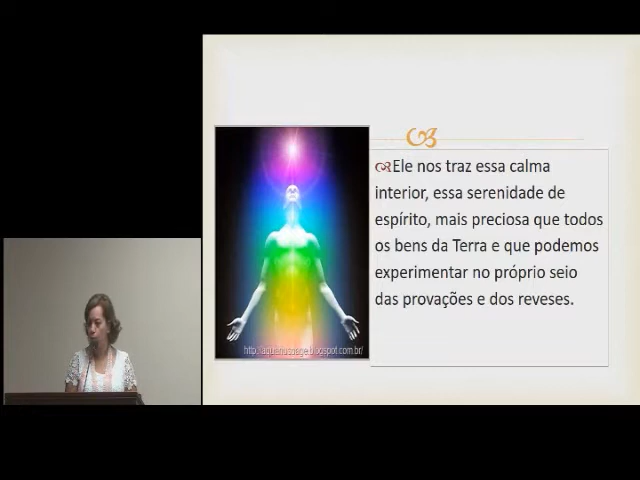 Ele nos traz essa calma
interior, essa serenidade de
espírito, mais preciosa que todos
os bens da Terra e que podemos
experimentar no próprio seio
das provações e dos reveses.